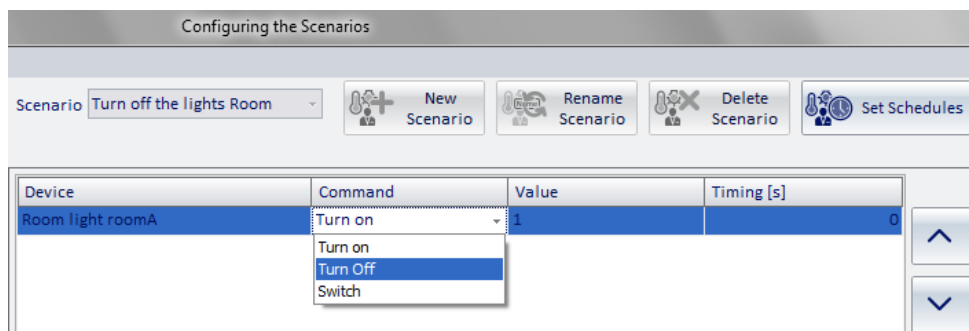 Configuring the Scenarios
Scenario Turn off the lights Room
New
Scenario
Name
Rename
Scenario
Delete
Scenario
Set Schedules
Device Command Value Timing [s]
Room light roomA Turn on 1 0
Turn on
Turn Off
Switch